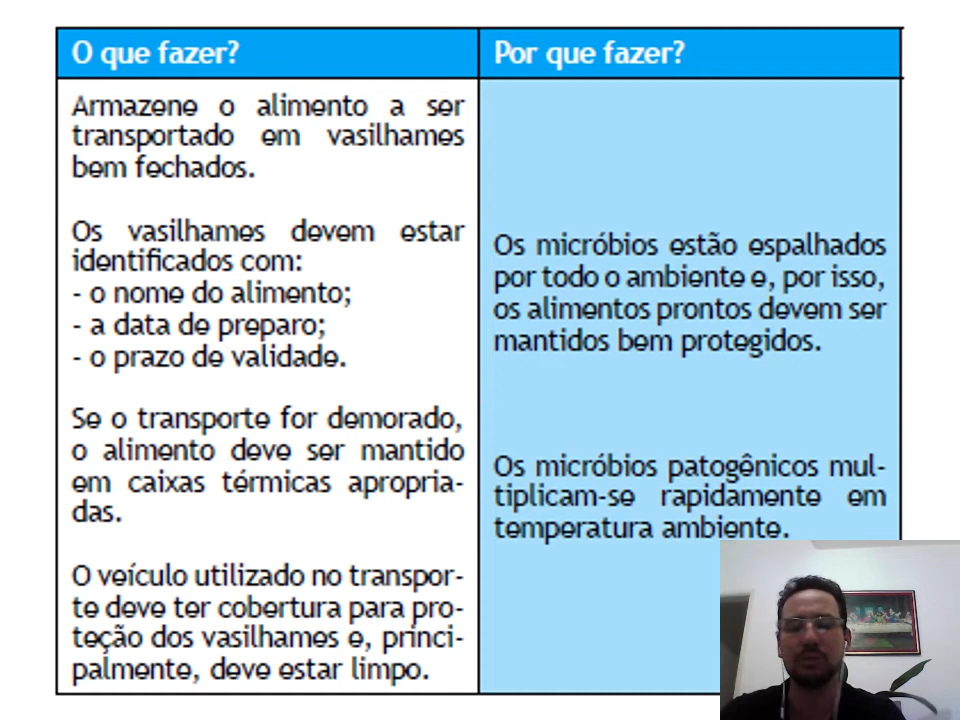 O que fazer?
Por que fazer?
Armazene o alimento a ser
transportado em vasilhames
bem fechados.
Os vasilhames devem estar
identificados com:
- o nome do alimento;
- a data de preparo;
- o prazo de validade.
Se o transporte for demorado,
o alimento deve ser mantido
em caixas térmicas apropria-
das.
O veículo utilizado no transpor-
te deve ter cobertura para pro-
teção dos vasilhames e, princi-
palmente, deve estar limpo.
Os micróbios estão espalhados
por todo o ambiente e, por isso,
os alimentos prontos devem ser
mantidos bem protegidos.
Os micróbios patogênicos mul-
tiplicam-se rapidamente em
temperatura ambiente.